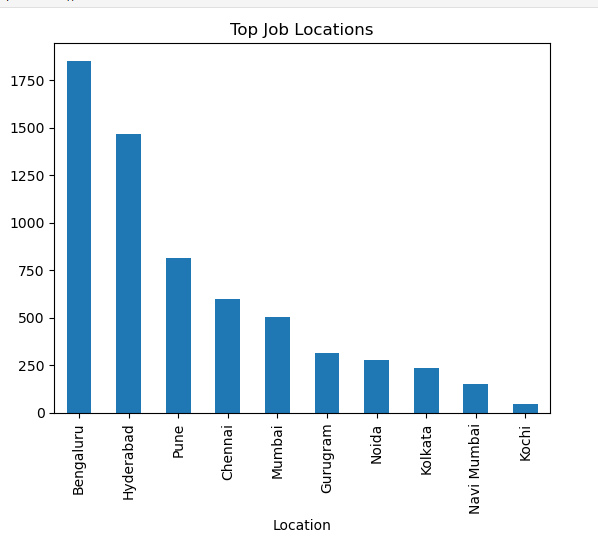 Top Job Locations
1750
1500
1250
1000
750
500
250
0
Bengaluru
Hyderabad
Pune
Chennai
Mumbai
Gurugram
Noida
Kolkata
Navi Mumbai
Kochi
Location